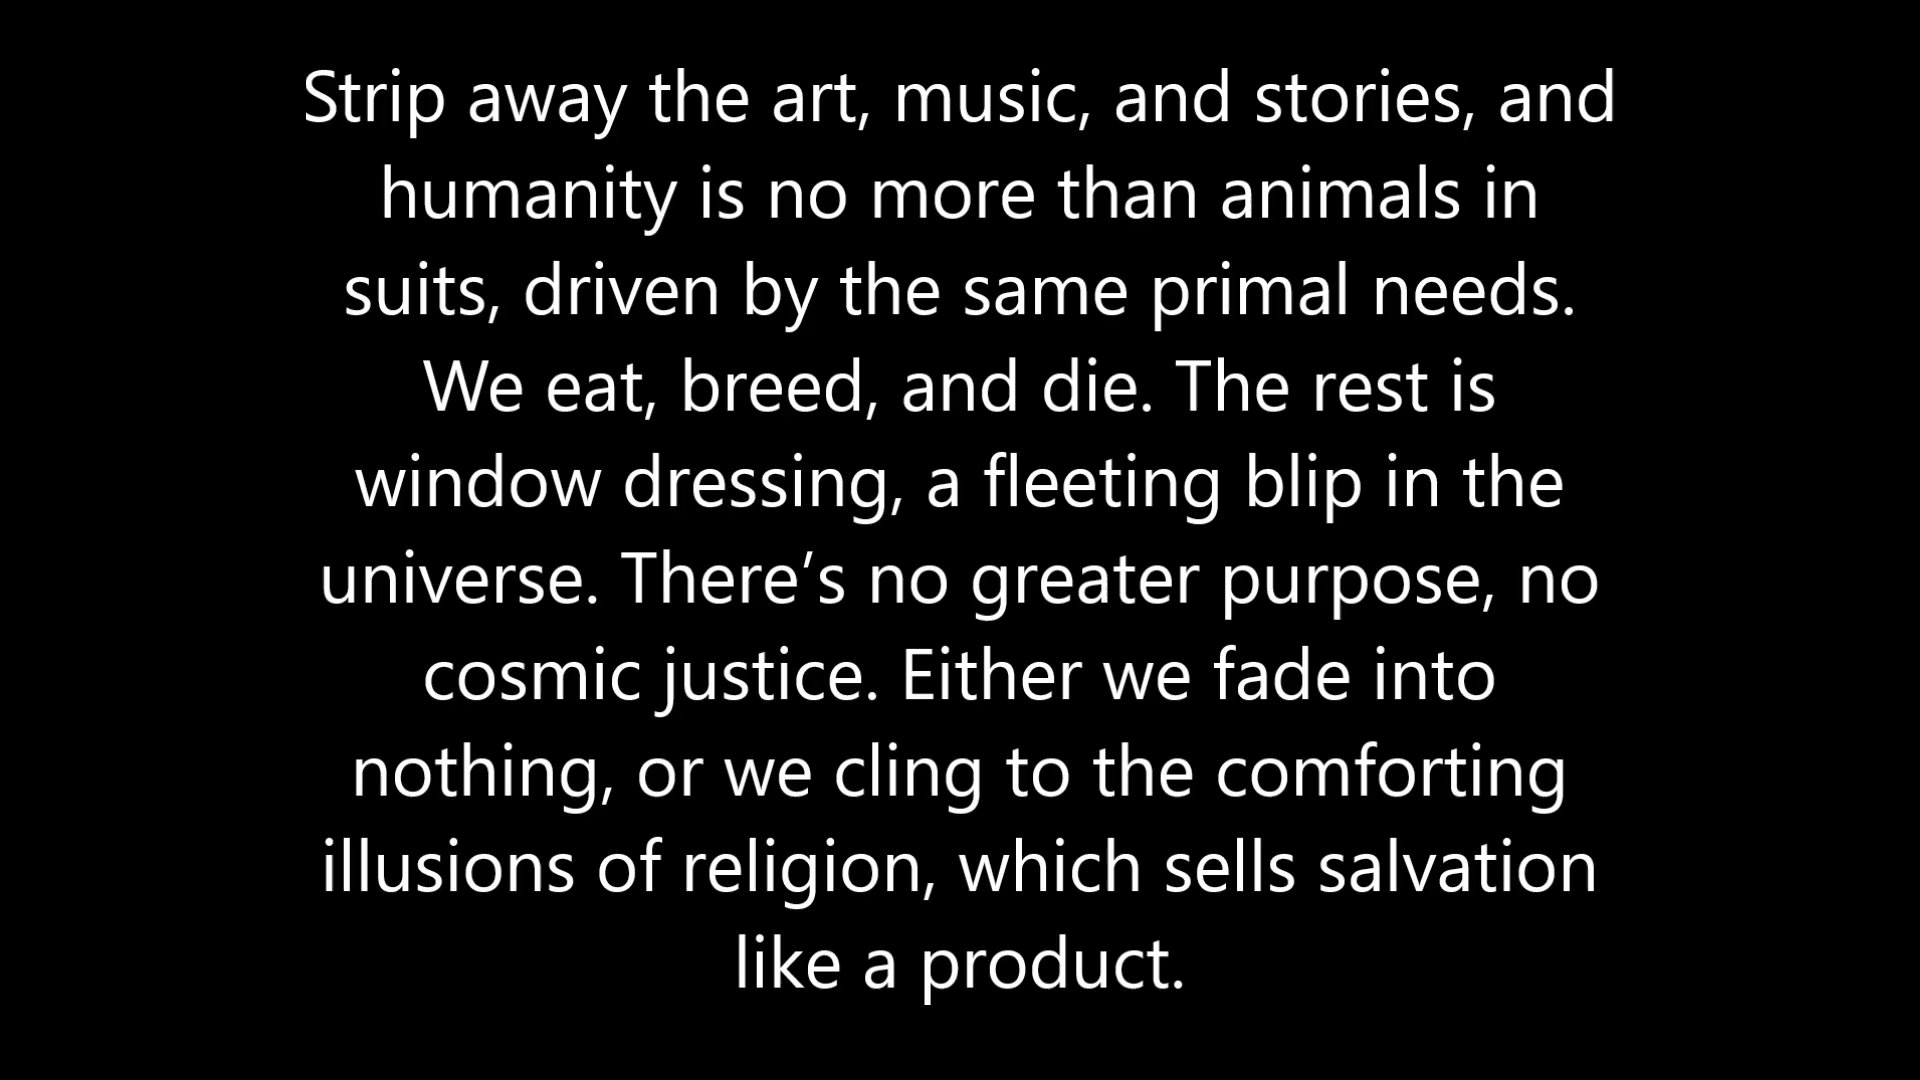 Strip away the art, music, and stories, and
humanity is no more than animals in
suits, driven by the same primal needs.
We eat, breed, and die. The rest is
window dressing, a fleeting blip in the
universe. There’s no greater purpose, no
cosmic justice. Either we fade into
nothing, or we cling to the comforting
illusions of religion, which sells salvation
like a product.